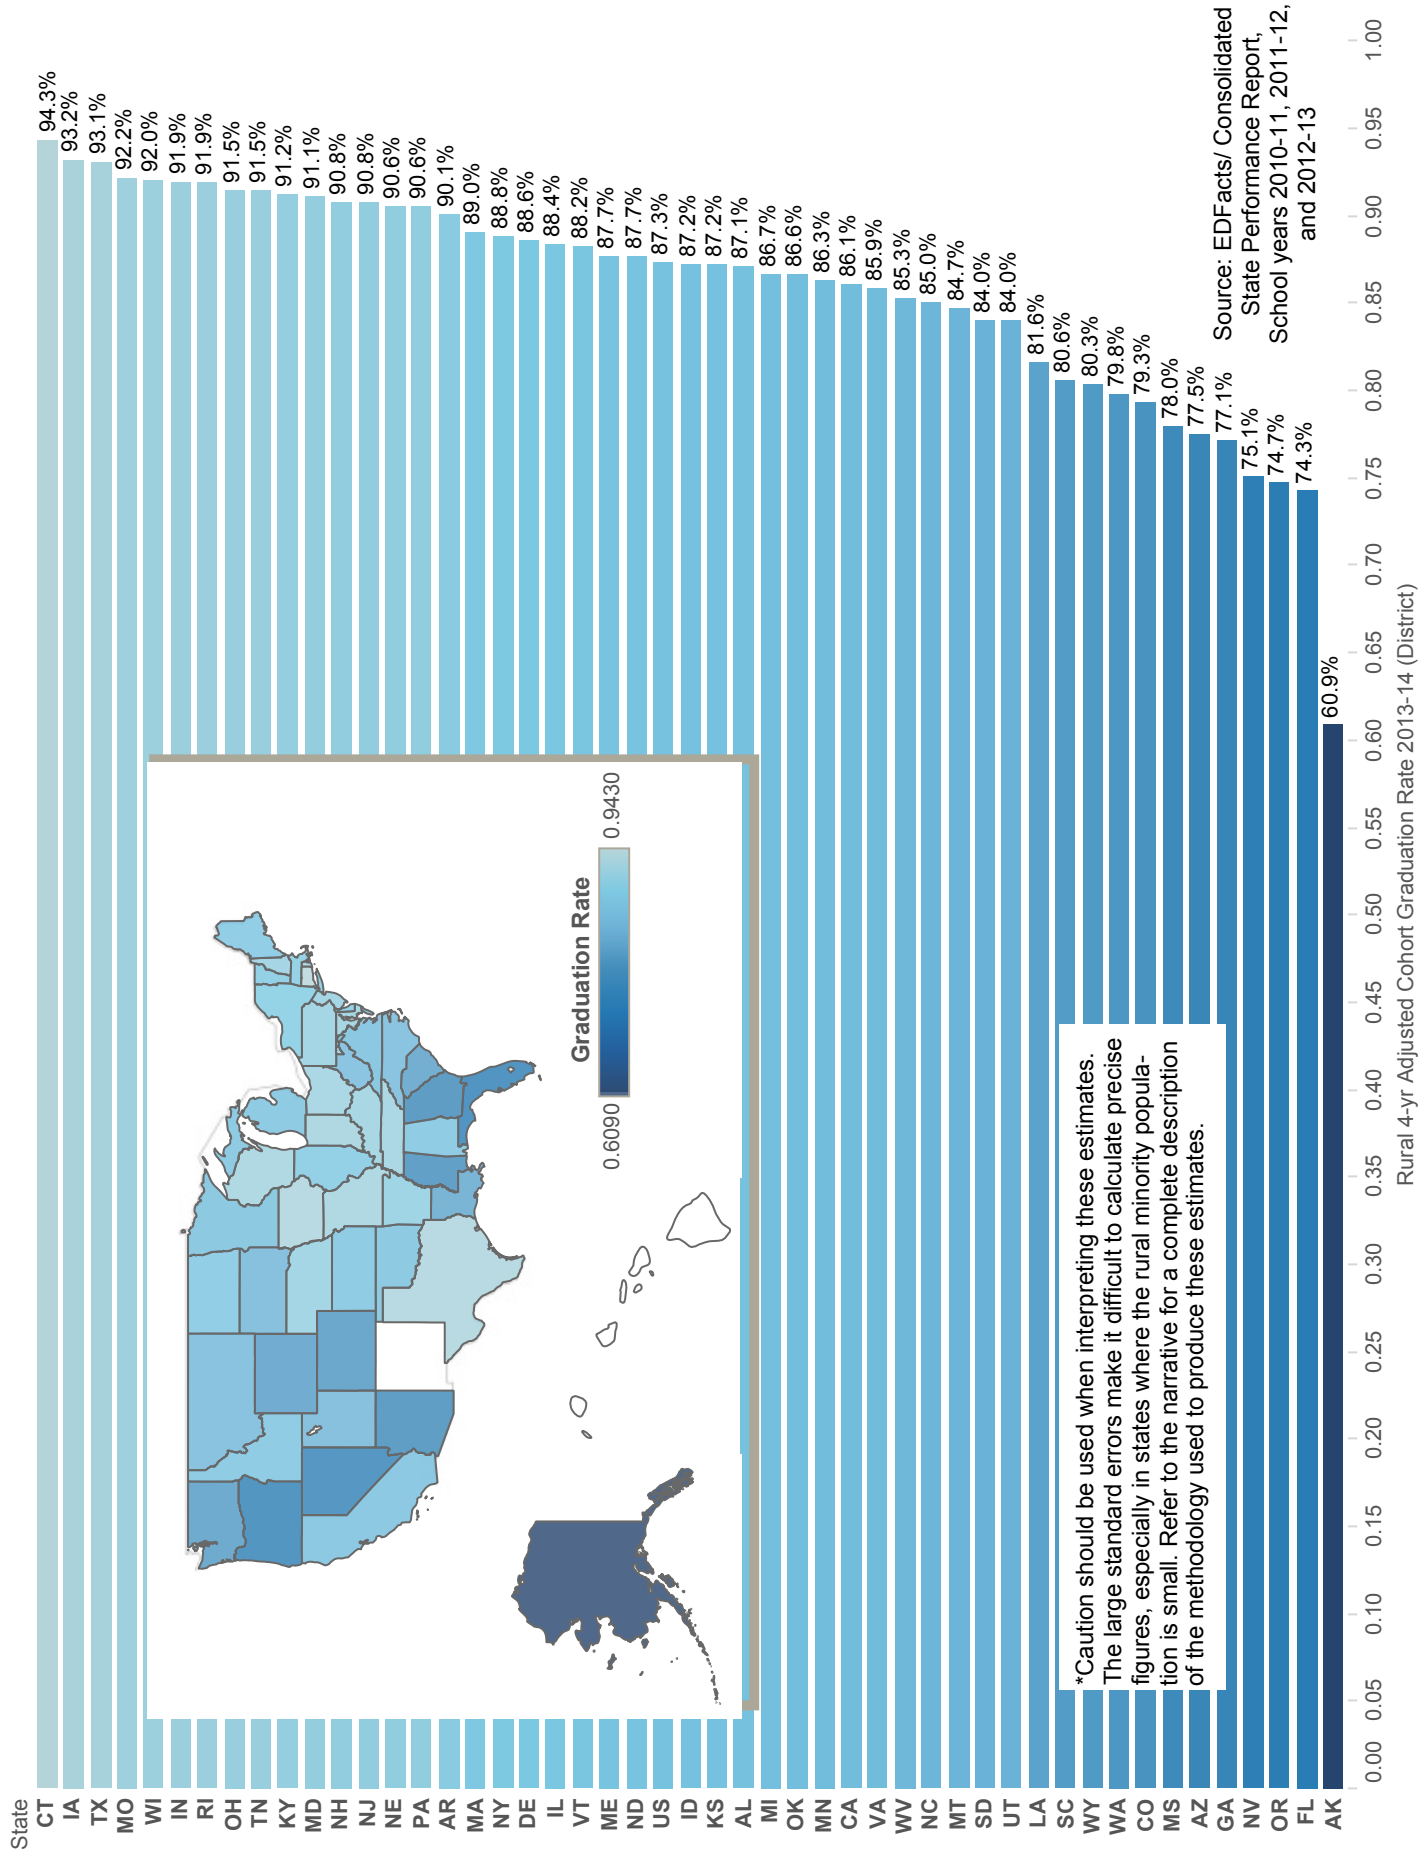 State
CT 94.3%
IA 93.2%
TX 93.1%
MO 92.2%
WI 92.0%
IN 91.9%
RI 91.9%
OH 91.5%
TN 91.5%
KY 91.2%
MD 91.1%
NH 90.8%
NJ 90.8%
NE 90.6%
PA 90.6%
AR 90.1%
MA 89.0%
NY 88.8%
DE 88.6%
IL 88.4%
VT 88.2%
ME 87.7%
ND 87.7%
US 87.3%
ID 87.2%
KS 87.2%
AL 87.1%
MI 86.7%
OK 86.6%
MN 86.3%
CA 86.1%
VA 85.9%
WV 85.3%
NC 85.0%
MT 84.7%
SD 84.0%
UT 84.0%
LA 81.6%
SC 80.6%
WY 80.3%
WA 79.8%
CO 79.3%
MS 78.0%
AZ 77.5%
GA 77.1%
NV 75.1%
OR 74.7%
FL 74.3%
AK 60.9%
Graduation Rate
0.6090 0.9430
*Caution should be used when interpreting these estimates.
The large standard errors make it difficult to calculate precise
figures, especially in states where the rural minority popula-
tion is small. Refer to the narrative for a complete description
of the methodology used to produce these estimates.
Source: EDFacts/ Consolidated
State Performance Report,
School years 2010-11, 2011-12,
and 2012-13
0.00 0.05 0.10 0.15 0.20 0.25 0.30 0.35 0.40 0.45 0.50 0.55 0.60 0.65 0.70 0.75 0.80 0.85 0.90 0.95 1.00
Rural 4-yr Adjusted Cohort Graduation Rate 2013-14 (District)